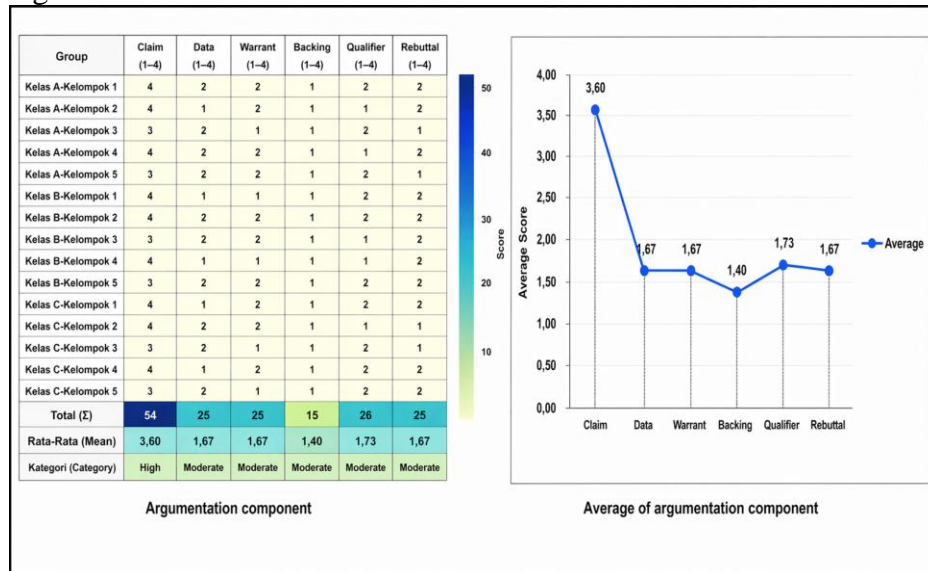 Group Claim (1–4) Data (1–4) Warrant (1–4) Backing (1–4) Qualifier (1–4) Rebuttal (1–4)
Kelas A-Kelompok 1 4 2 2 1 2 2
Kelas A-Kelompok 2 4 1 2 1 1 2
Kelas A-Kelompok 3 3 2 1 1 2 1
Kelas A-Kelompok 4 4 2 2 1 1 2
Kelas A-Kelompok 5 3 2 2 1 2 1
Kelas B-Kelompok 1 4 1 1 1 2 2
Kelas B-Kelompok 2 4 2 2 1 2 2
Kelas B-Kelompok 3 3 2 2 1 1 2
Kelas B-Kelompok 4 4 1 1 1 1 2
Kelas B-Kelompok 5 3 2 2 1 2 2
Kelas C-Kelompok 1 4 1 2 1 2 2
Kelas C-Kelompok 2 4 2 2 1 1 1
Kelas C-Kelompok 3 3 2 1 1 2 1
Kelas C-Kelompok 4 4 1 2 1 2 2
Kelas C-Kelompok 5 3 2 1 1 2 2
Total (Σ) 54 25 25 15 26 25
Rata-Rata (Mean) 3,60 1,67 1,67 1,40 1,73 1,67
Kategori (Category) High Moderate Moderate Moderate Moderate Moderate
50
40
30
20
10
Score
Argumentation component
Average Score
4,00
3,50
3,00
2,50
2,00
1,50
1,00
0,50
0,00
3,60
1,67
1,67
1,40
1,73
1,67
Claim Data Warrant Backing Qualifier Rebuttal
Average
Average of argumentation component